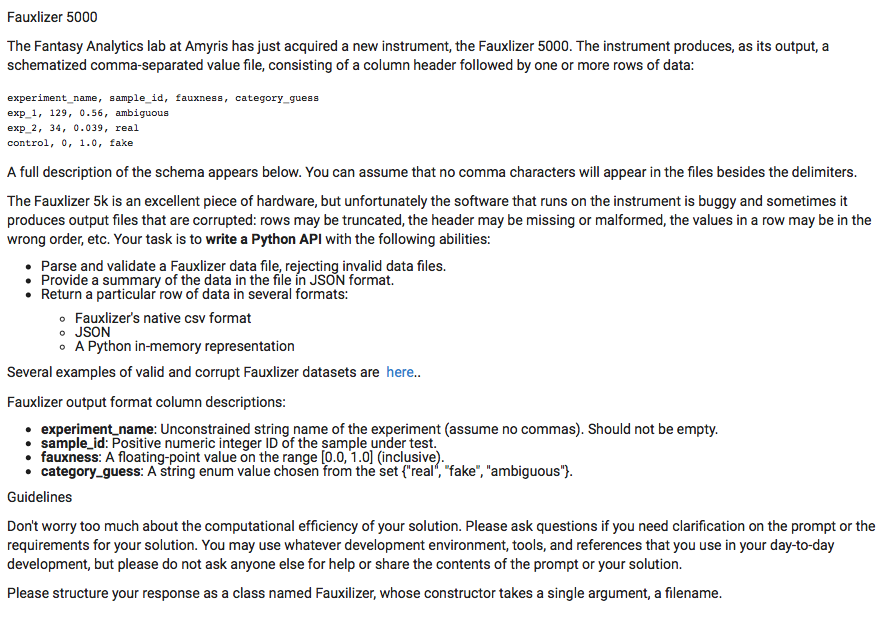 Fauxlizer 5000
The Fantasy Analytics lab at Amyris has just acquired a new instrument, the Fauxlizer 5000. The instrument produces, as its output, a
schematized comma-separated value file, consisting of a column header followed by one or more rows of data:
experiment_name, sample_id, fauxness, category_guess
exp_1, 129, 0.56, ambiguous
exp_2, 34, 0.039, real
control, 0, 1.0, fake
A full description of the schema appears below. You can assume that no comma characters will appear in the files besides the delimiters.
The Fauxlizer 5k is an excellent piece of hardware, but unfortunately the software that runs on the instrument is buggy and sometimes it
produces output files that are corrupted: rows may be truncated, the header may be missing or malformed, the values in a row may be in the
wrong order, etc. Your task is to write a Python API with the following abilities:
• Parse and validate a Fauxlizer data file, rejecting invalid data files.
• Provide a summary of the data in the file in JSON format.
• Return a particular row of data in several formats:
◦ Fauxlizer's native csv format
◦ JSON
◦ A Python in-memory representation
Several examples of valid and corrupt Fauxlizer datasets are here..
Fauxlizer output format column descriptions:
• experiment_name: Unconstrained string name of the experiment (assume no commas). Should not be empty.
• sample_id: Positive numeric integer ID of the sample under test.
• fauxness: A floating-point value on the range [0.0, 1.0] (inclusive).
• category_guess: A string enum value chosen from the set {"real", "fake", "ambiguous"}.
Guidelines
Don't worry too much about the computational efficiency of your solution. Please ask questions if you need clarification on the prompt or the
requirements for your solution. You may use whatever development environment, tools, and references that you use in your day-to-day
development, but please do not ask anyone else for help or share the contents of the prompt or your solution.
Please structure your response as a class named Fauxilizer, whose constructor takes a single argument, a filename.